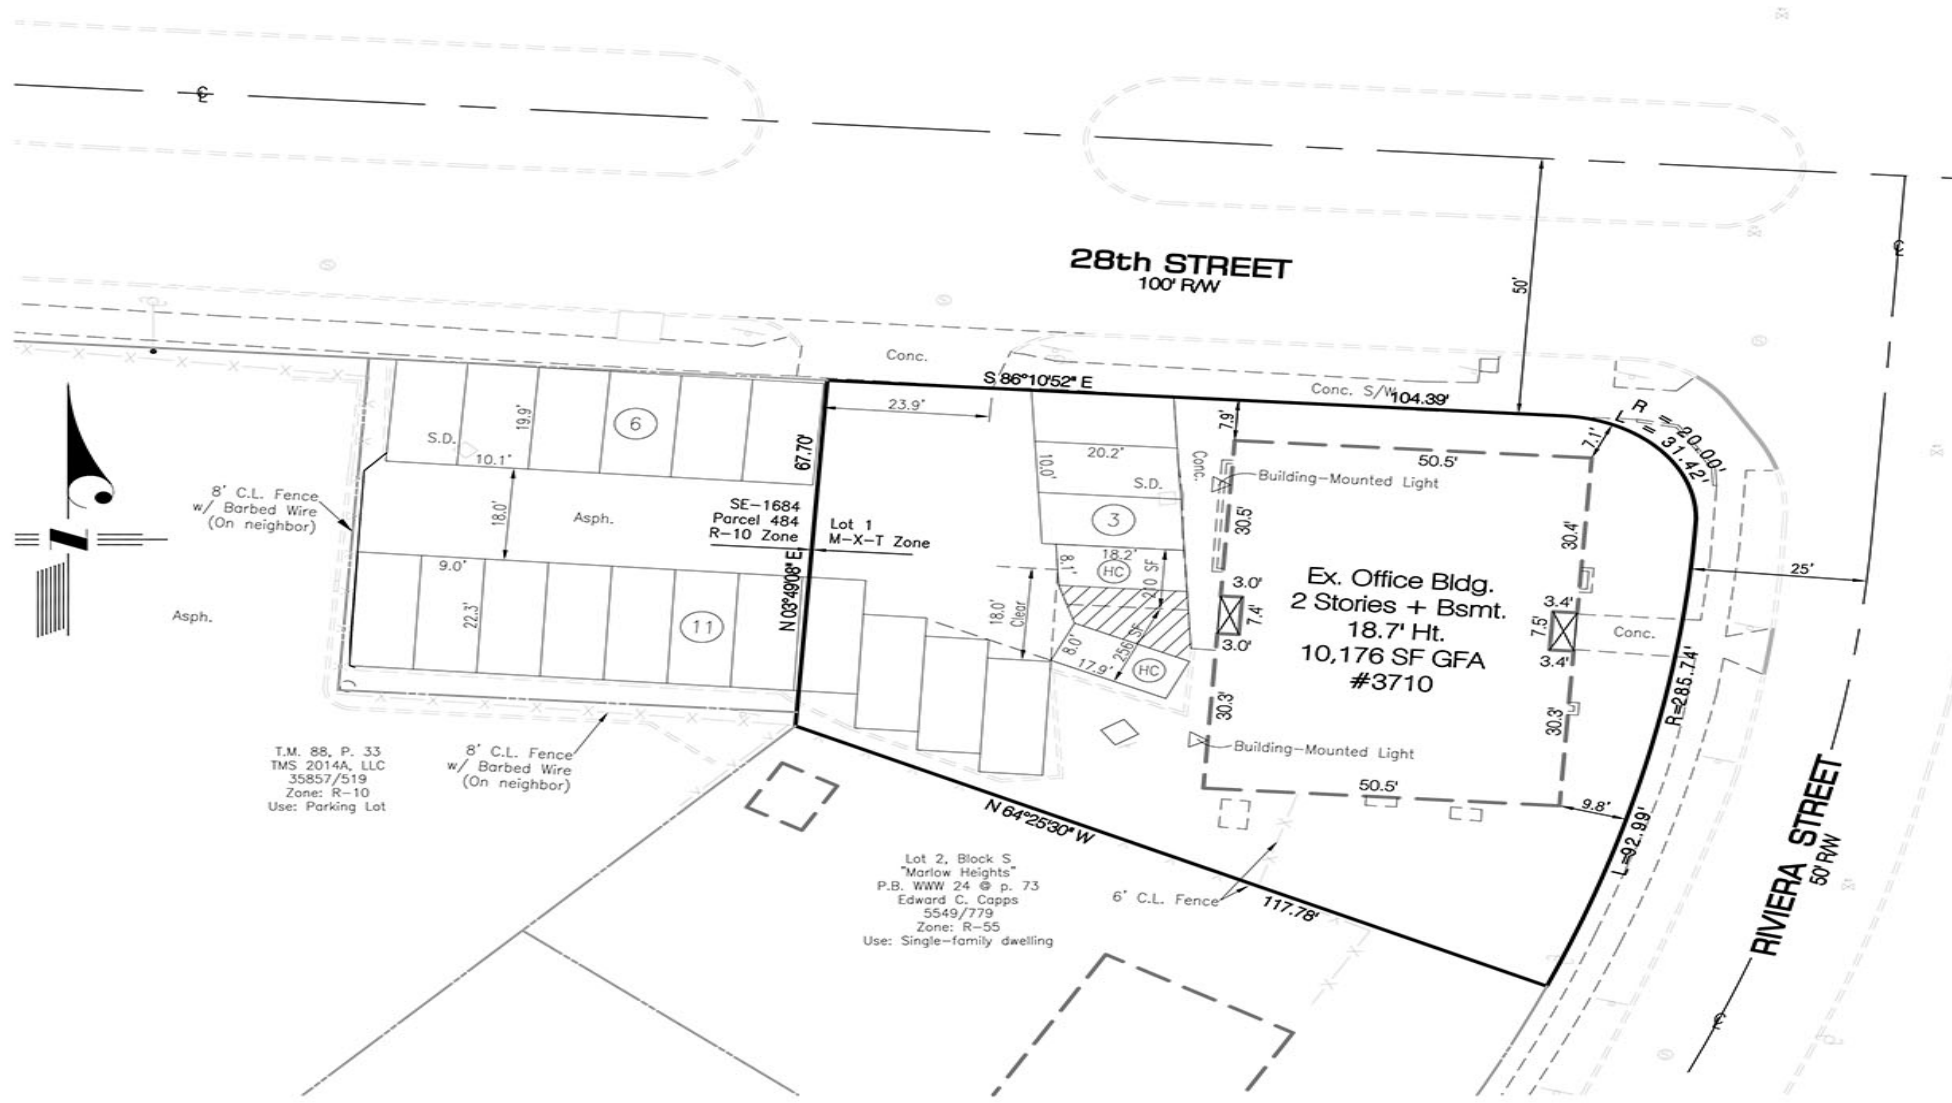 28th STREET
100' R/W
50'
Conc.
S 86°10'52" E
Conc. S/W
104.39'
R = 20.00'
L = 31.42'
23.9'
7.9'
7.1'
19.9'
6
S.D.
10.1'
67.70'
20.2'
10.0'
S.D.
Conc.
50.5'
Building-Mounted Light
8' C.L. Fence
w/ Barbed Wire
(On neighbor)
18.0'
Asph.
SE-1684
Parcel 484
R-10 Zone
Lot 1
M-X-T Zone
3
30.5'
30.4'
18.2'
8.1'
HC
210 SF
9.0'
22.3'
11
N 03°49'08" E
18.0'
Clear
8.0'
256 SF
17.9'
HC
3.0'
7.4'
3.0'
Ex. Office Bldg.
2 Stories + Bsmt.
18.7' Ht.
10,176 SF GFA
#3710
3.4'
7.5'
3.4'
Conc.
25'
Asph.
30.3'
30.3'
R=285.74'
Building-Mounted Light
50.5'
9.8'
L=92.99'
T.M. 88, P. 33
TMS 2014A, LLC
35857/519
Zone: R-10
Use: Parking Lot
8' C.L. Fence
w/ Barbed Wire
(On neighbor)
N 64°25'30" W
117.78'
Lot 2, Block S
"Marlow Heights"
P.B. WWW 24 @ p. 73
Edward C. Capps
5549/779
Zone: R-55
Use: Single-family dwelling
6' C.L. Fence
RIVIERA STREET
50' R/W